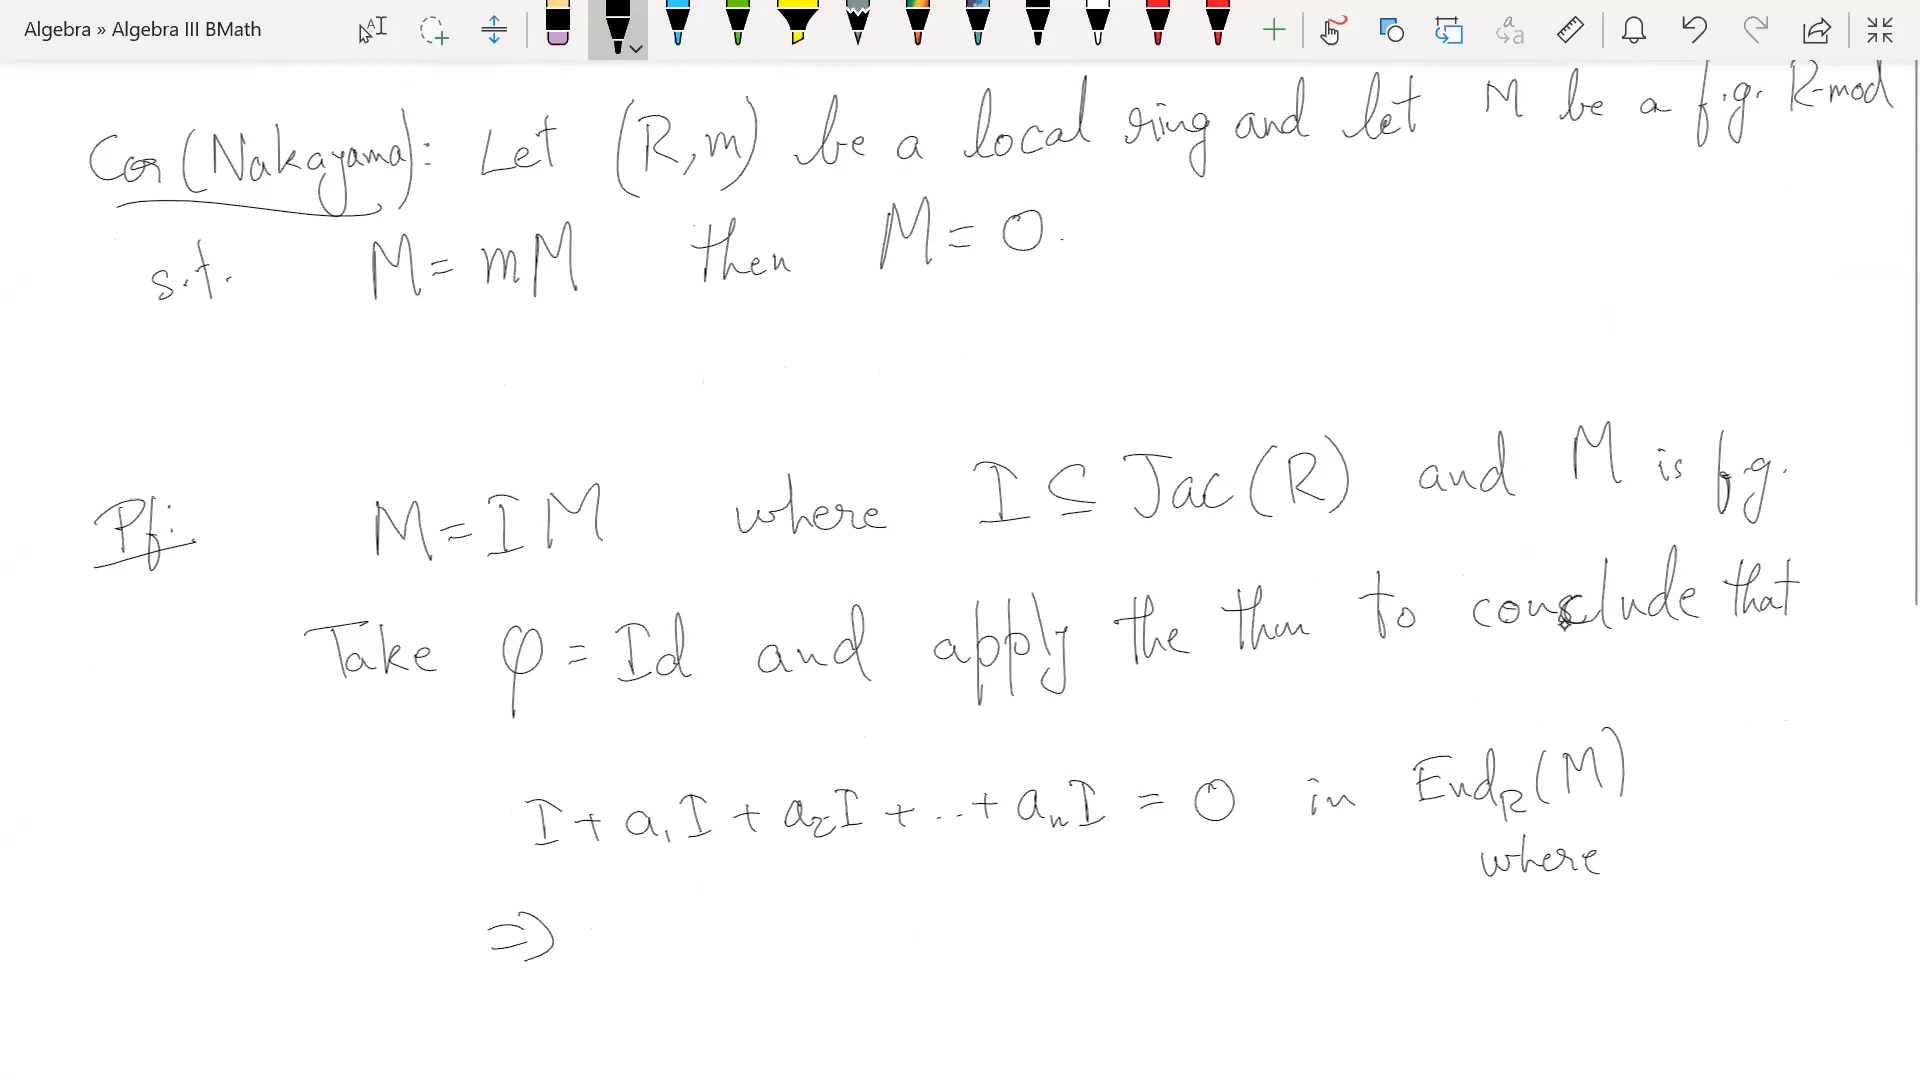 Algebra » Algebra III BMath
Cor (Nakayama): Let (R, m) be a local ring and let M be a f.g. R-mod
s.t. M = mM then M = 0.
Pf: M = I M where I ⊆ Jac(R) and M is f.g.
Take φ = Id and apply the thm to conclude that
I + a₁I + a₂I + ... + aₙI = 0 in End_R(M)
where
⇒